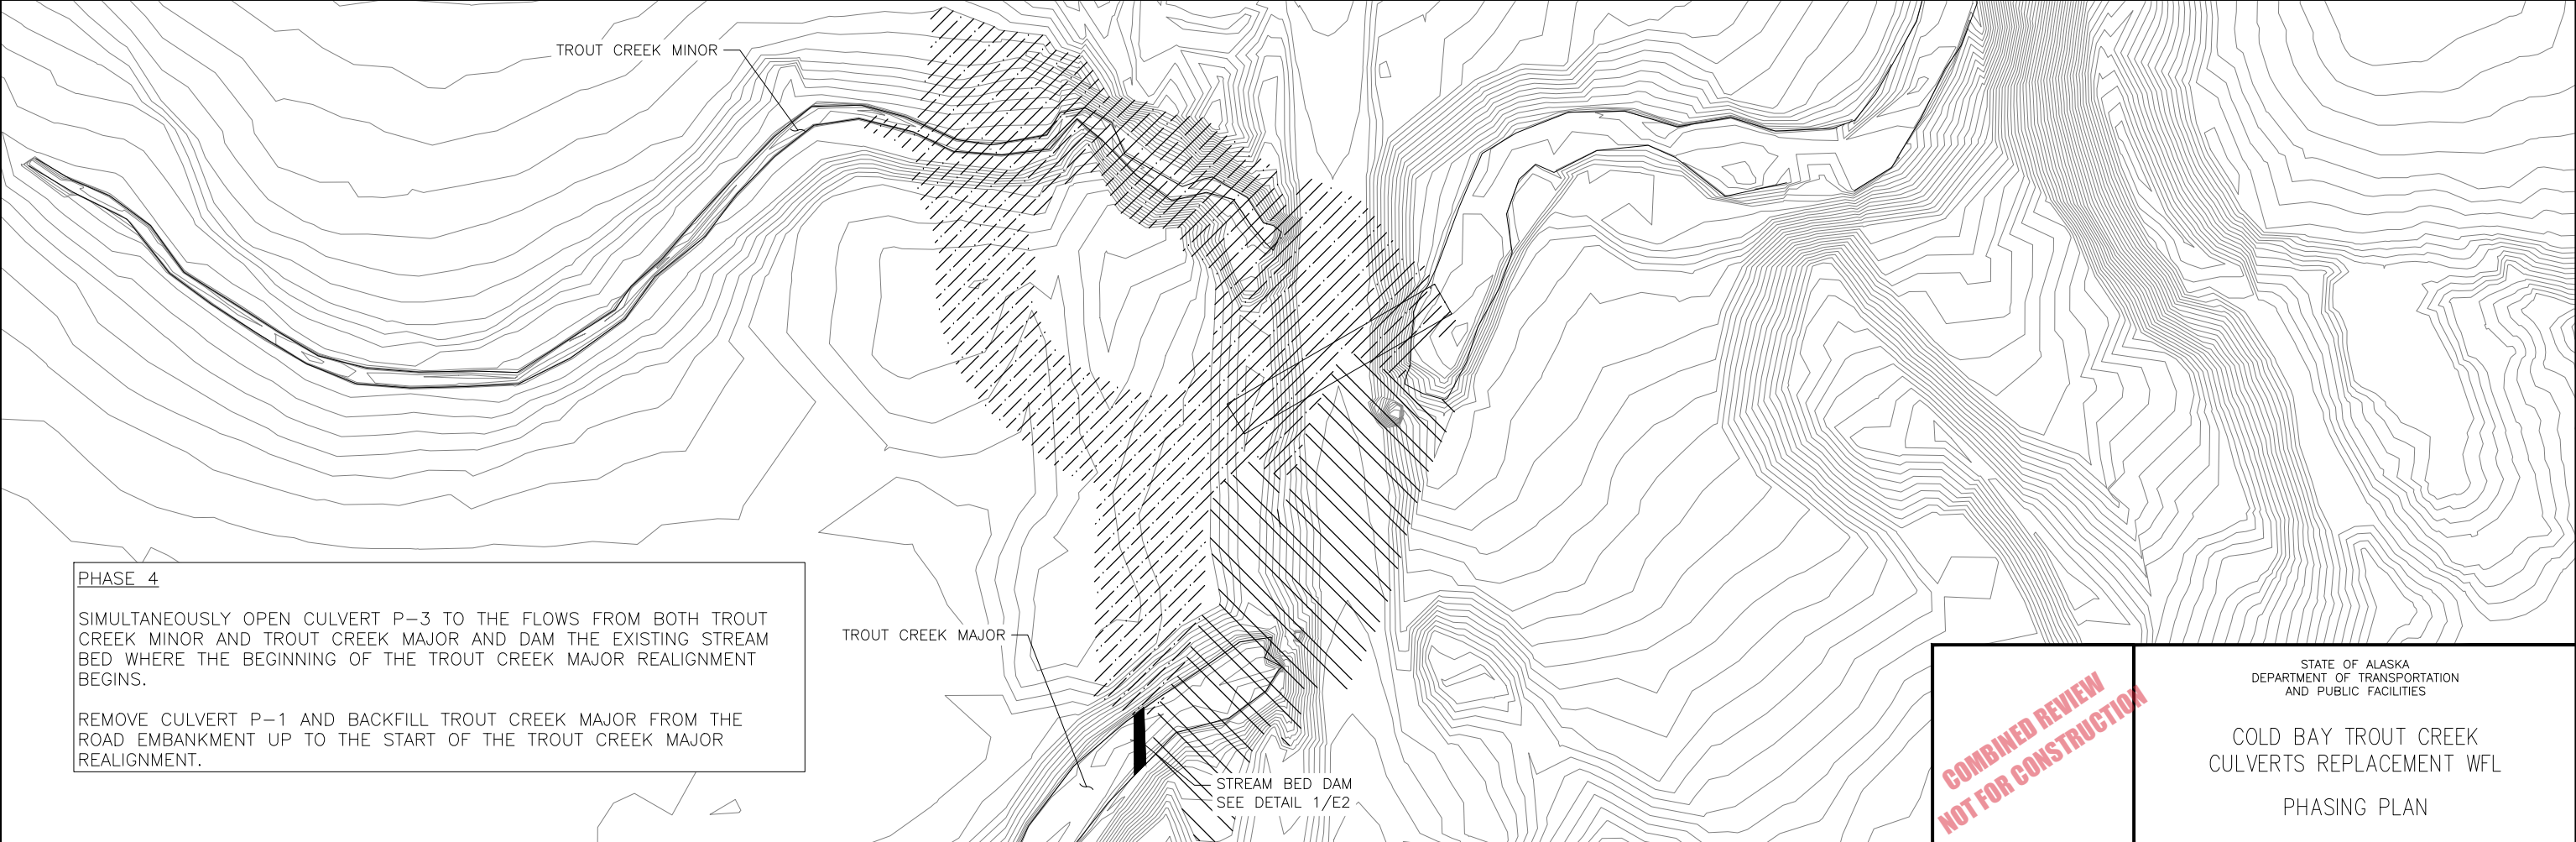 TROUT CREEK MINOR
PHASE 4
SIMULTANEOUSLY OPEN CULVERT P-3 TO THE FLOWS FROM BOTH TROUT
CREEK MINOR AND TROUT CREEK MAJOR AND DAM THE EXISTING STREAM
BED WHERE THE BEGINNING OF THE TROUT CREEK MAJOR REALIGNMENT
BEGINS.
REMOVE CULVERT P-1 AND BACKFILL TROUT CREEK MAJOR FROM THE
ROAD EMBANKMENT UP TO THE START OF THE TROUT CREEK MAJOR
REALIGNMENT.
TROUT CREEK MAJOR
STREAM BED DAM
SEE DETAIL 1/E2
COMBINED REVIEW
NOT FOR CONSTRUCTION
STATE OF ALASKA
DEPARTMENT OF TRANSPORTATION
AND PUBLIC FACILITIES
COLD BAY TROUT CREEK
CULVERTS REPLACEMENT WFL
PHASING PLAN